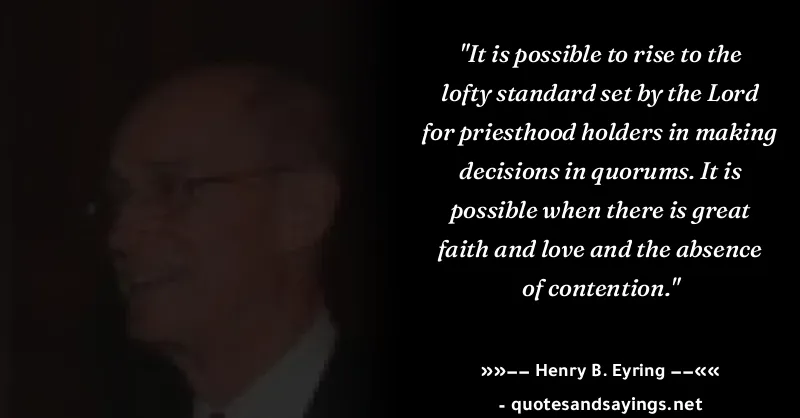 "It is possible to rise to the
lofty standard set by the Lord
for priesthood holders in making
decisions in quorums. It is
possible when there is great
faith and love and the absence
of contention."
»»−− Henry B. Eyring −−««
- quotesandsayings.net